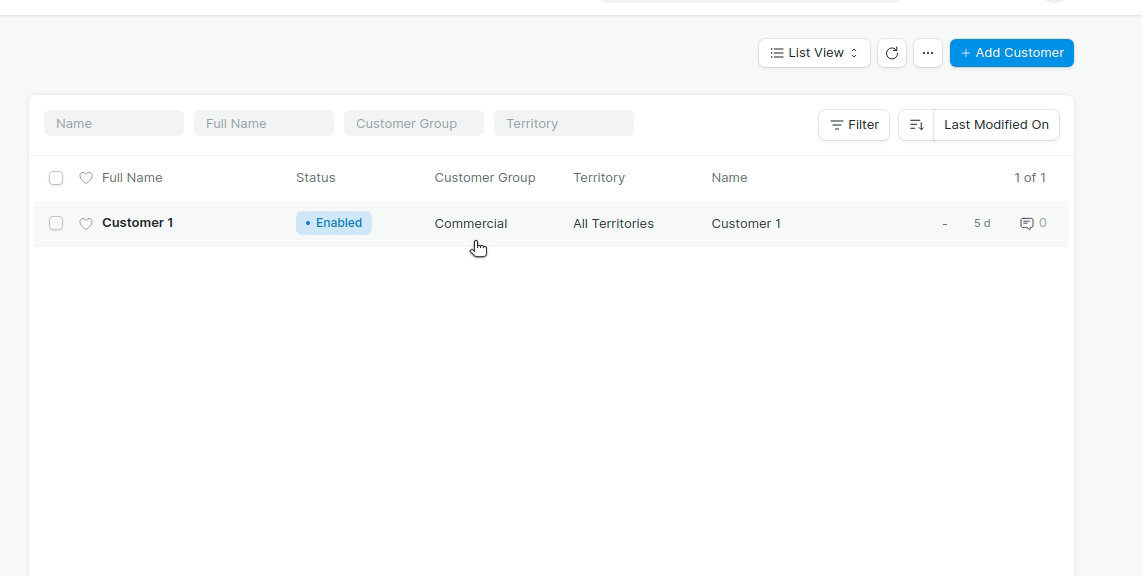 List View
Add Customer
Name Full Name Customer Group Territory Filter Last Modified On
Full Name Status Customer Group Territory Name 1 of 1
Customer 1 Enabled Commercial All Territories Customer 1 - 5 d 0